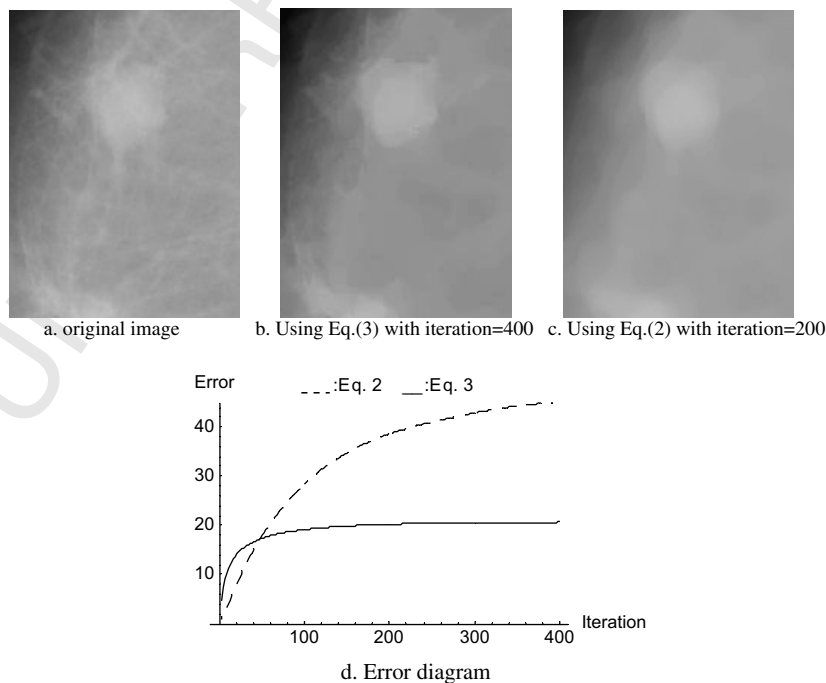 a. original image
b. Using Eq.(3) with iteration=400
c. Using Eq.(2) with iteration=200
Error
:Eq. 2
:Eq. 3
40
30
20
10
100
200
300
400
Iteration
d. Error diagram